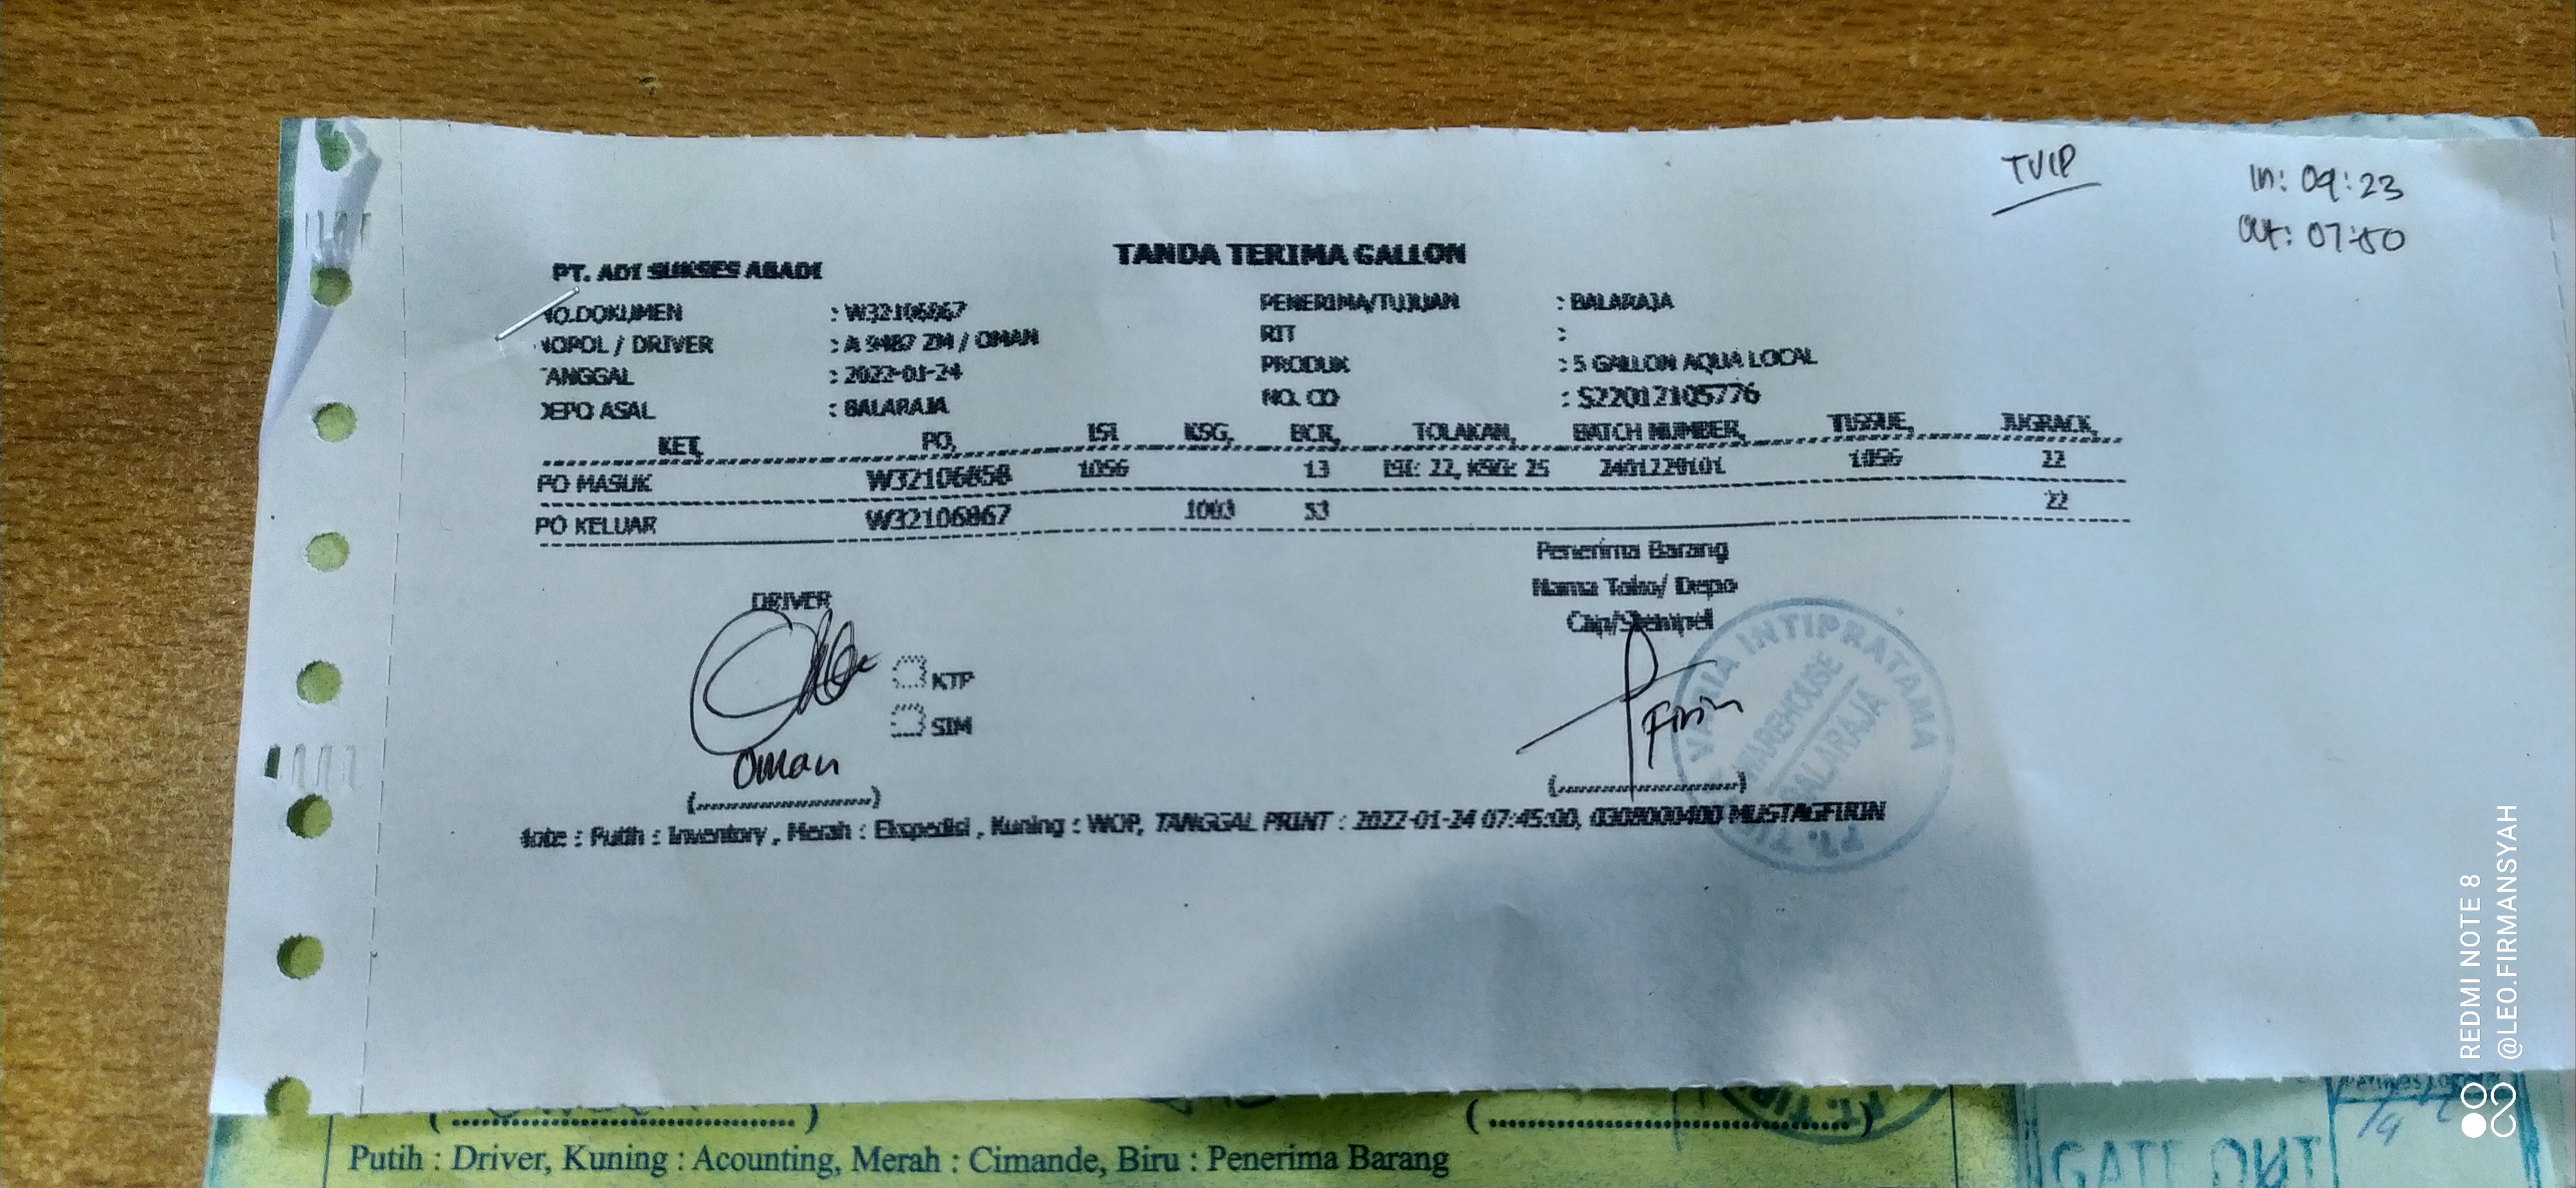 TVIP
In: 09:23
Out: 07:50
TANDA TERIMA GALLON
PT. ADI SUKSES ABADI
NO.DOKUMEN : W32106867 PENERIMA/TUJUAN : BALARAJA
NOPOL / DRIVER : A 9487 ZM / OMAN RIT :
TANGGAL : 2022-01-24 PRODUK : 5 GALLON AQUA LOCAL
DEPO ASAL : BALARAJA NO. CO : S22012105776
KET, PO, ISI KSG, BCR, TOLAKAN, BATCH NUMBER, TISSUE, JUGRACK,
PO MASUK W32106858 1056 13 ISI: 22, KSG: 25 2401220101 1056 22
PO KELUAR W32106867 1003 53 22
Penerima Barang
DRIVER Nama Toko/ Depo
Cap/Stempel
KTP
SIM
Oman
Firin
PT. TIRTA VARIA INTIPRATAMA
WAREHOUSE
BALARAJA
(........................) (........................)
Note : Putih : Inventory , Merah : Ekspedisi , Kuning : WOP, TANGGAL PRINT : 2022-01-24 07:45:00, 0308000400 MUSTAGFIRIN
Putih : Driver, Kuning : Acounting, Merah : Cimande, Biru : Penerima Barang
GATE OUT
REDMI NOTE 8
@LEO.FIRMANSYAH